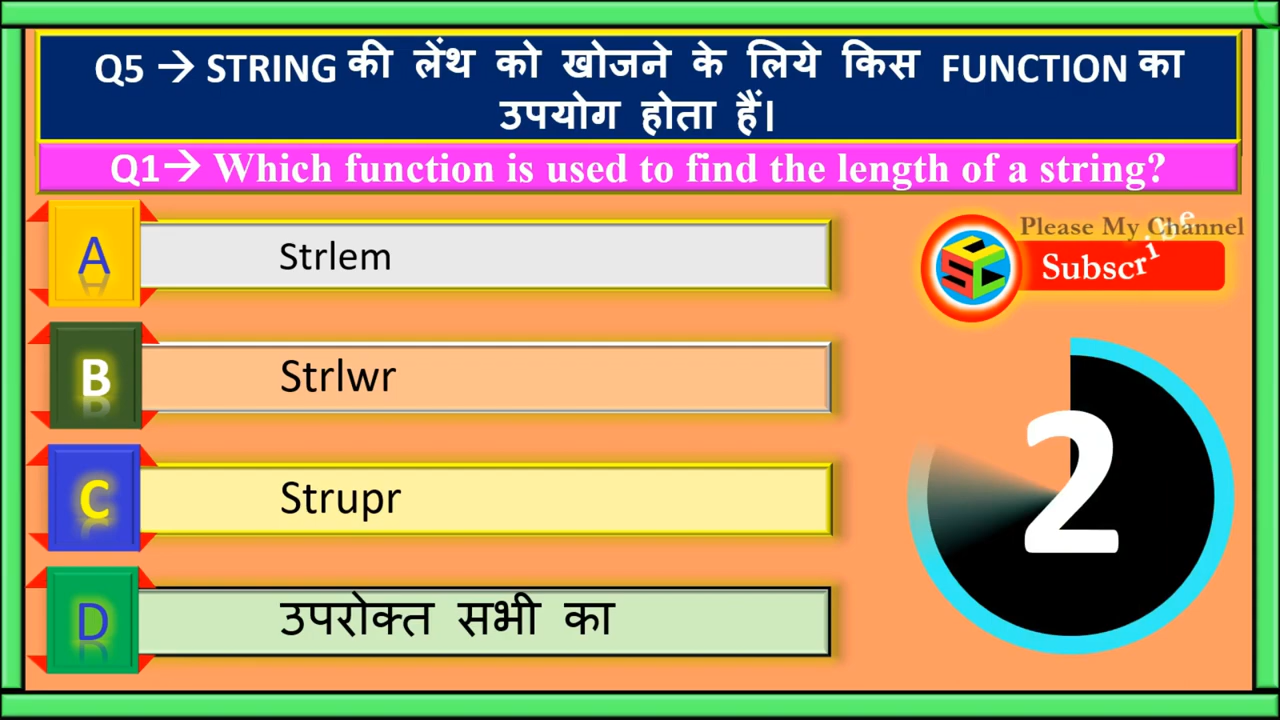 Q5 → STRING की लेंथ को खोजने के लिये किस FUNCTION का
उपयोग होता हैं।
Q1→ Which function is used to find the length of a string?
A Strlem
Please My Channel
Subscribe
B Strlwr
2
C Strupr
D उपरोक्त सभी का